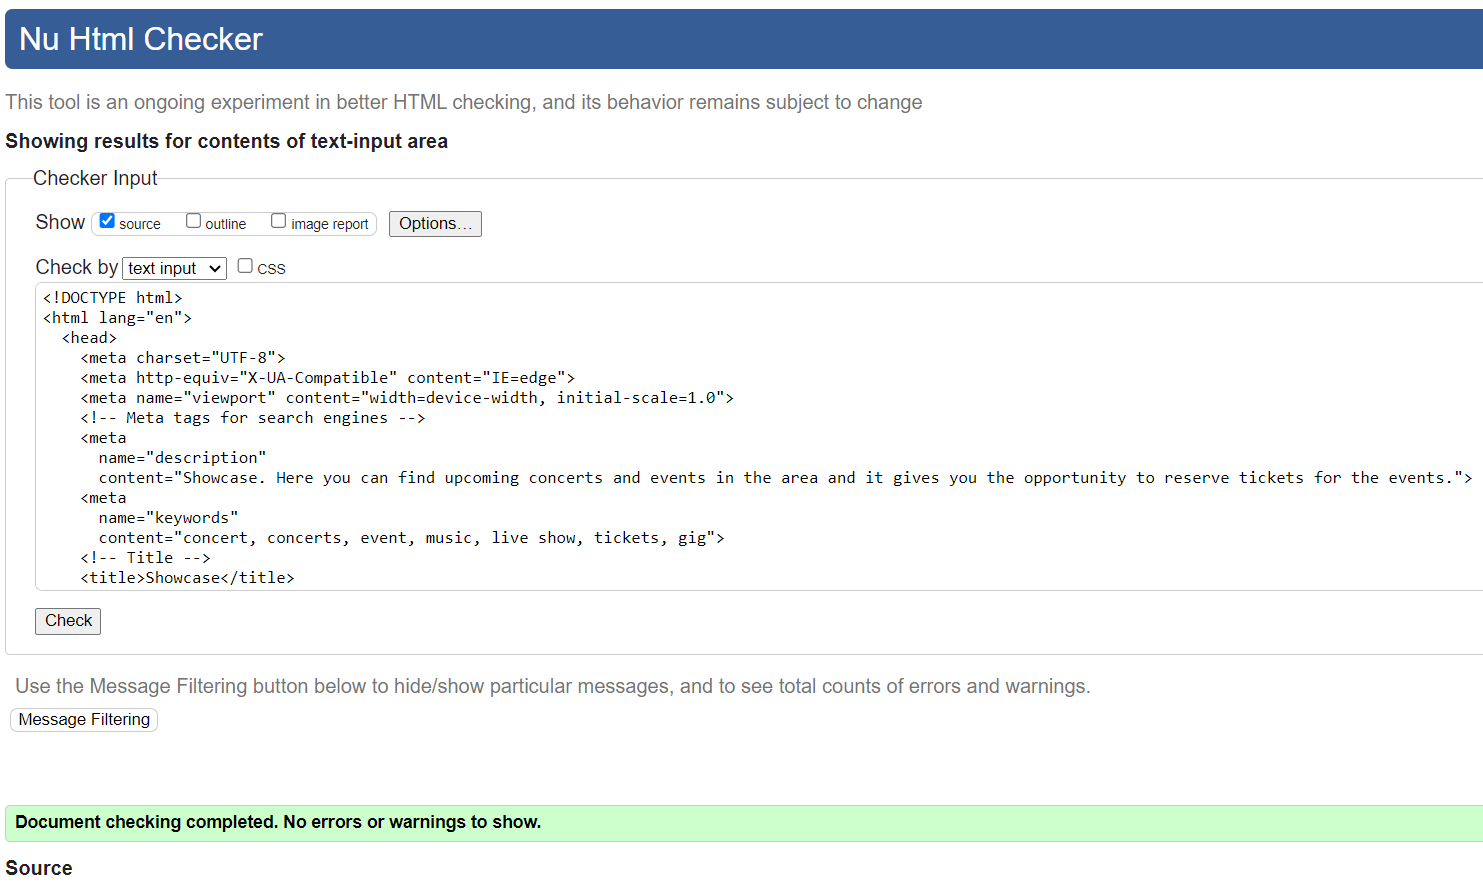 Nu Html Checker
This tool is an ongoing experiment in better HTML checking, and its behavior remains subject to change
Showing results for contents of text-input area
Checker Input
Show source outline image report Options...
Check by text input CSS
<!DOCTYPE html>
<html lang="en">
  <head>
    <meta charset="UTF-8">
    <meta http-equiv="X-UA-Compatible" content="IE=edge">
    <meta name="viewport" content="width=device-width, initial-scale=1.0">
    <!-- Meta tags for search engines -->
    <meta
      name="description"
      content="Showcase. Here you can find upcoming concerts and events in the area and it gives you the opportunity to reserve tickets for the events.">
    <meta
      name="keywords"
      content="concert, concerts, event, music, live show, tickets, gig">
    <!-- Title -->
    <title>Showcase</title>
Check
Use the Message Filtering button below to hide/show particular messages, and to see total counts of errors and warnings.
Message Filtering
Document checking completed. No errors or warnings to show.
Source